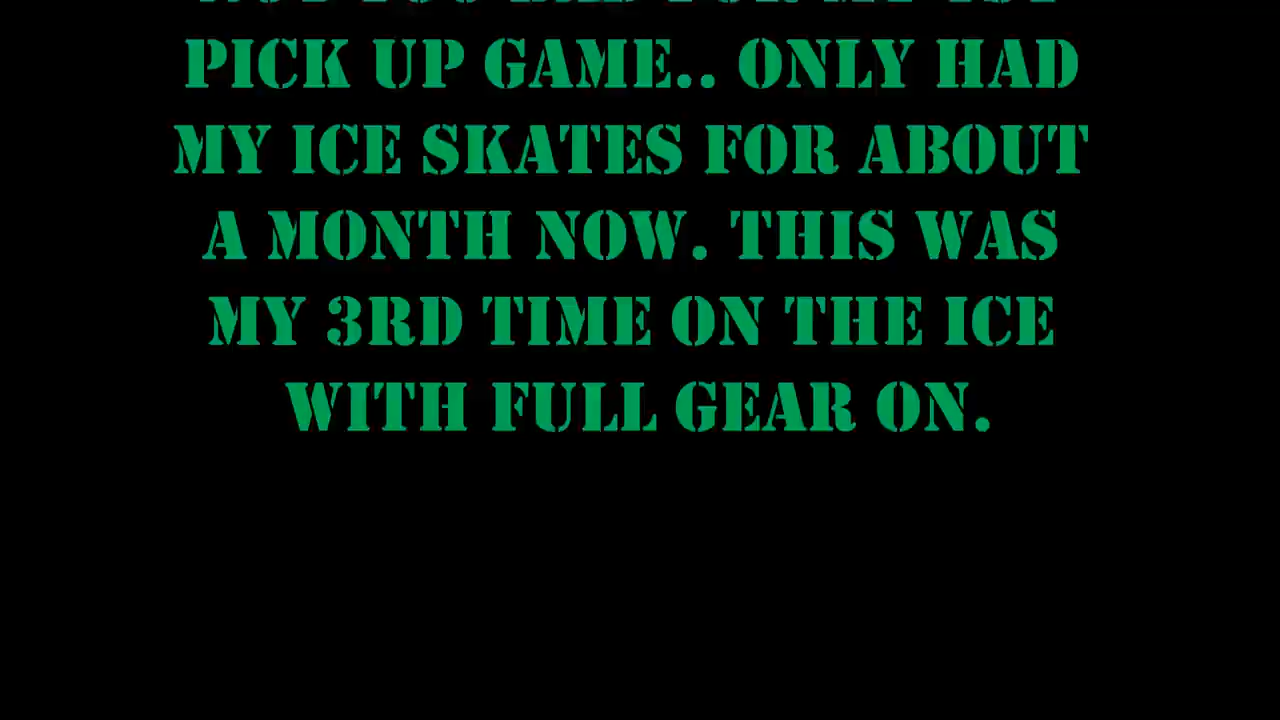 PICK UP GAME.. ONLY HAD
MY ICE SKATES FOR ABOUT
A MONTH NOW. THIS WAS
MY 3RD TIME ON THE ICE
WITH FULL GEAR ON.